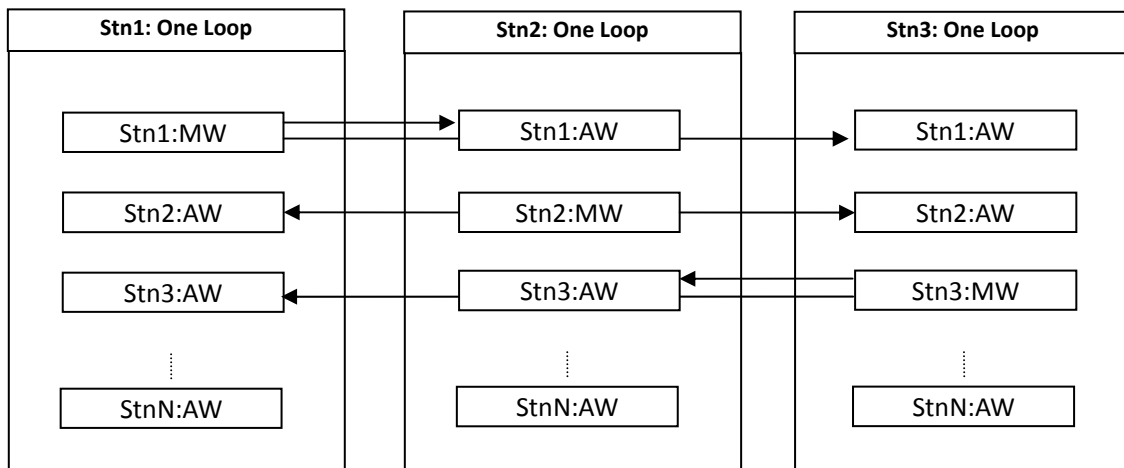 Stn1: One Loop
Stn2: One Loop
Stn3: One Loop
Stn1:MW
Stn1:AW
Stn1:AW
Stn2:AW
Stn2:MW
Stn2:AW
Stn3:AW
Stn3:AW
Stn3:MW
StnN:AW
StnN:AW
StnN:AW